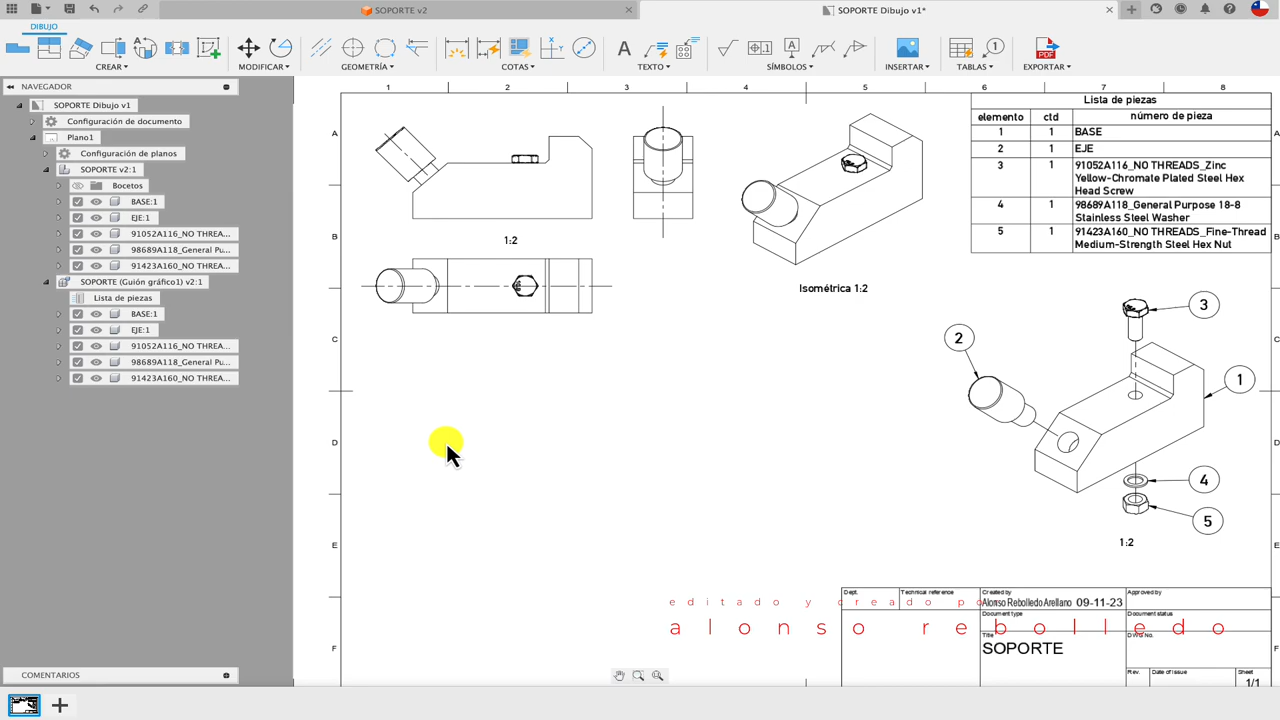 SOPORTE v2
SOPORTE Dibujo v1*
DIBUJO
CREAR
MODIFICAR
GEOMETRÍA
COTAS
TEXTO
SÍMBOLOS
INSERTAR
TABLAS
EXPORTAR
NAVEGADOR
SOPORTE Dibujo v1
Configuración de documento
Plano1
Configuración de planos
SOPORTE v2:1
Bocetos
BASE:1
EJE:1
91052A116_NO THREA...
98689A118_General Pu...
91423A160_NO THREA...
SOPORTE (Guión gráfico1) v2:1
Lista de piezas
BASE:1
EJE:1
91052A116_NO THREA...
98689A118_General Pu...
91423A160_NO THREA...
COMENTARIOS
1 2 3 4 5 6 7 8
A
B
C
D
E
F
A
B
C
D
E
F
1:2
Isométrica 1:2
Lista de piezas
elemento ctd número de pieza
1 1 BASE
2 1 EJE
3 1 91052A116_NO THREADS_Zinc
Yellow-Chromate Plated Steel Hex
Head Screw
4 1 98689A118_General Purpose 18-8
Stainless Steel Washer
5 1 91423A160_NO THREADS_Fine-Thread
Medium-Strength Steel Hex Nut
3
2
1
4
5
1:2
Dept.
Technical reference
Created by
Approved by
Alonso Rebolledo Arellano 09-11-23
editado y creado po
Document type
Document status
alonso rebolledo
Title
DWG No.
SOPORTE
Rev.
Date of issue
Sheet
1/1